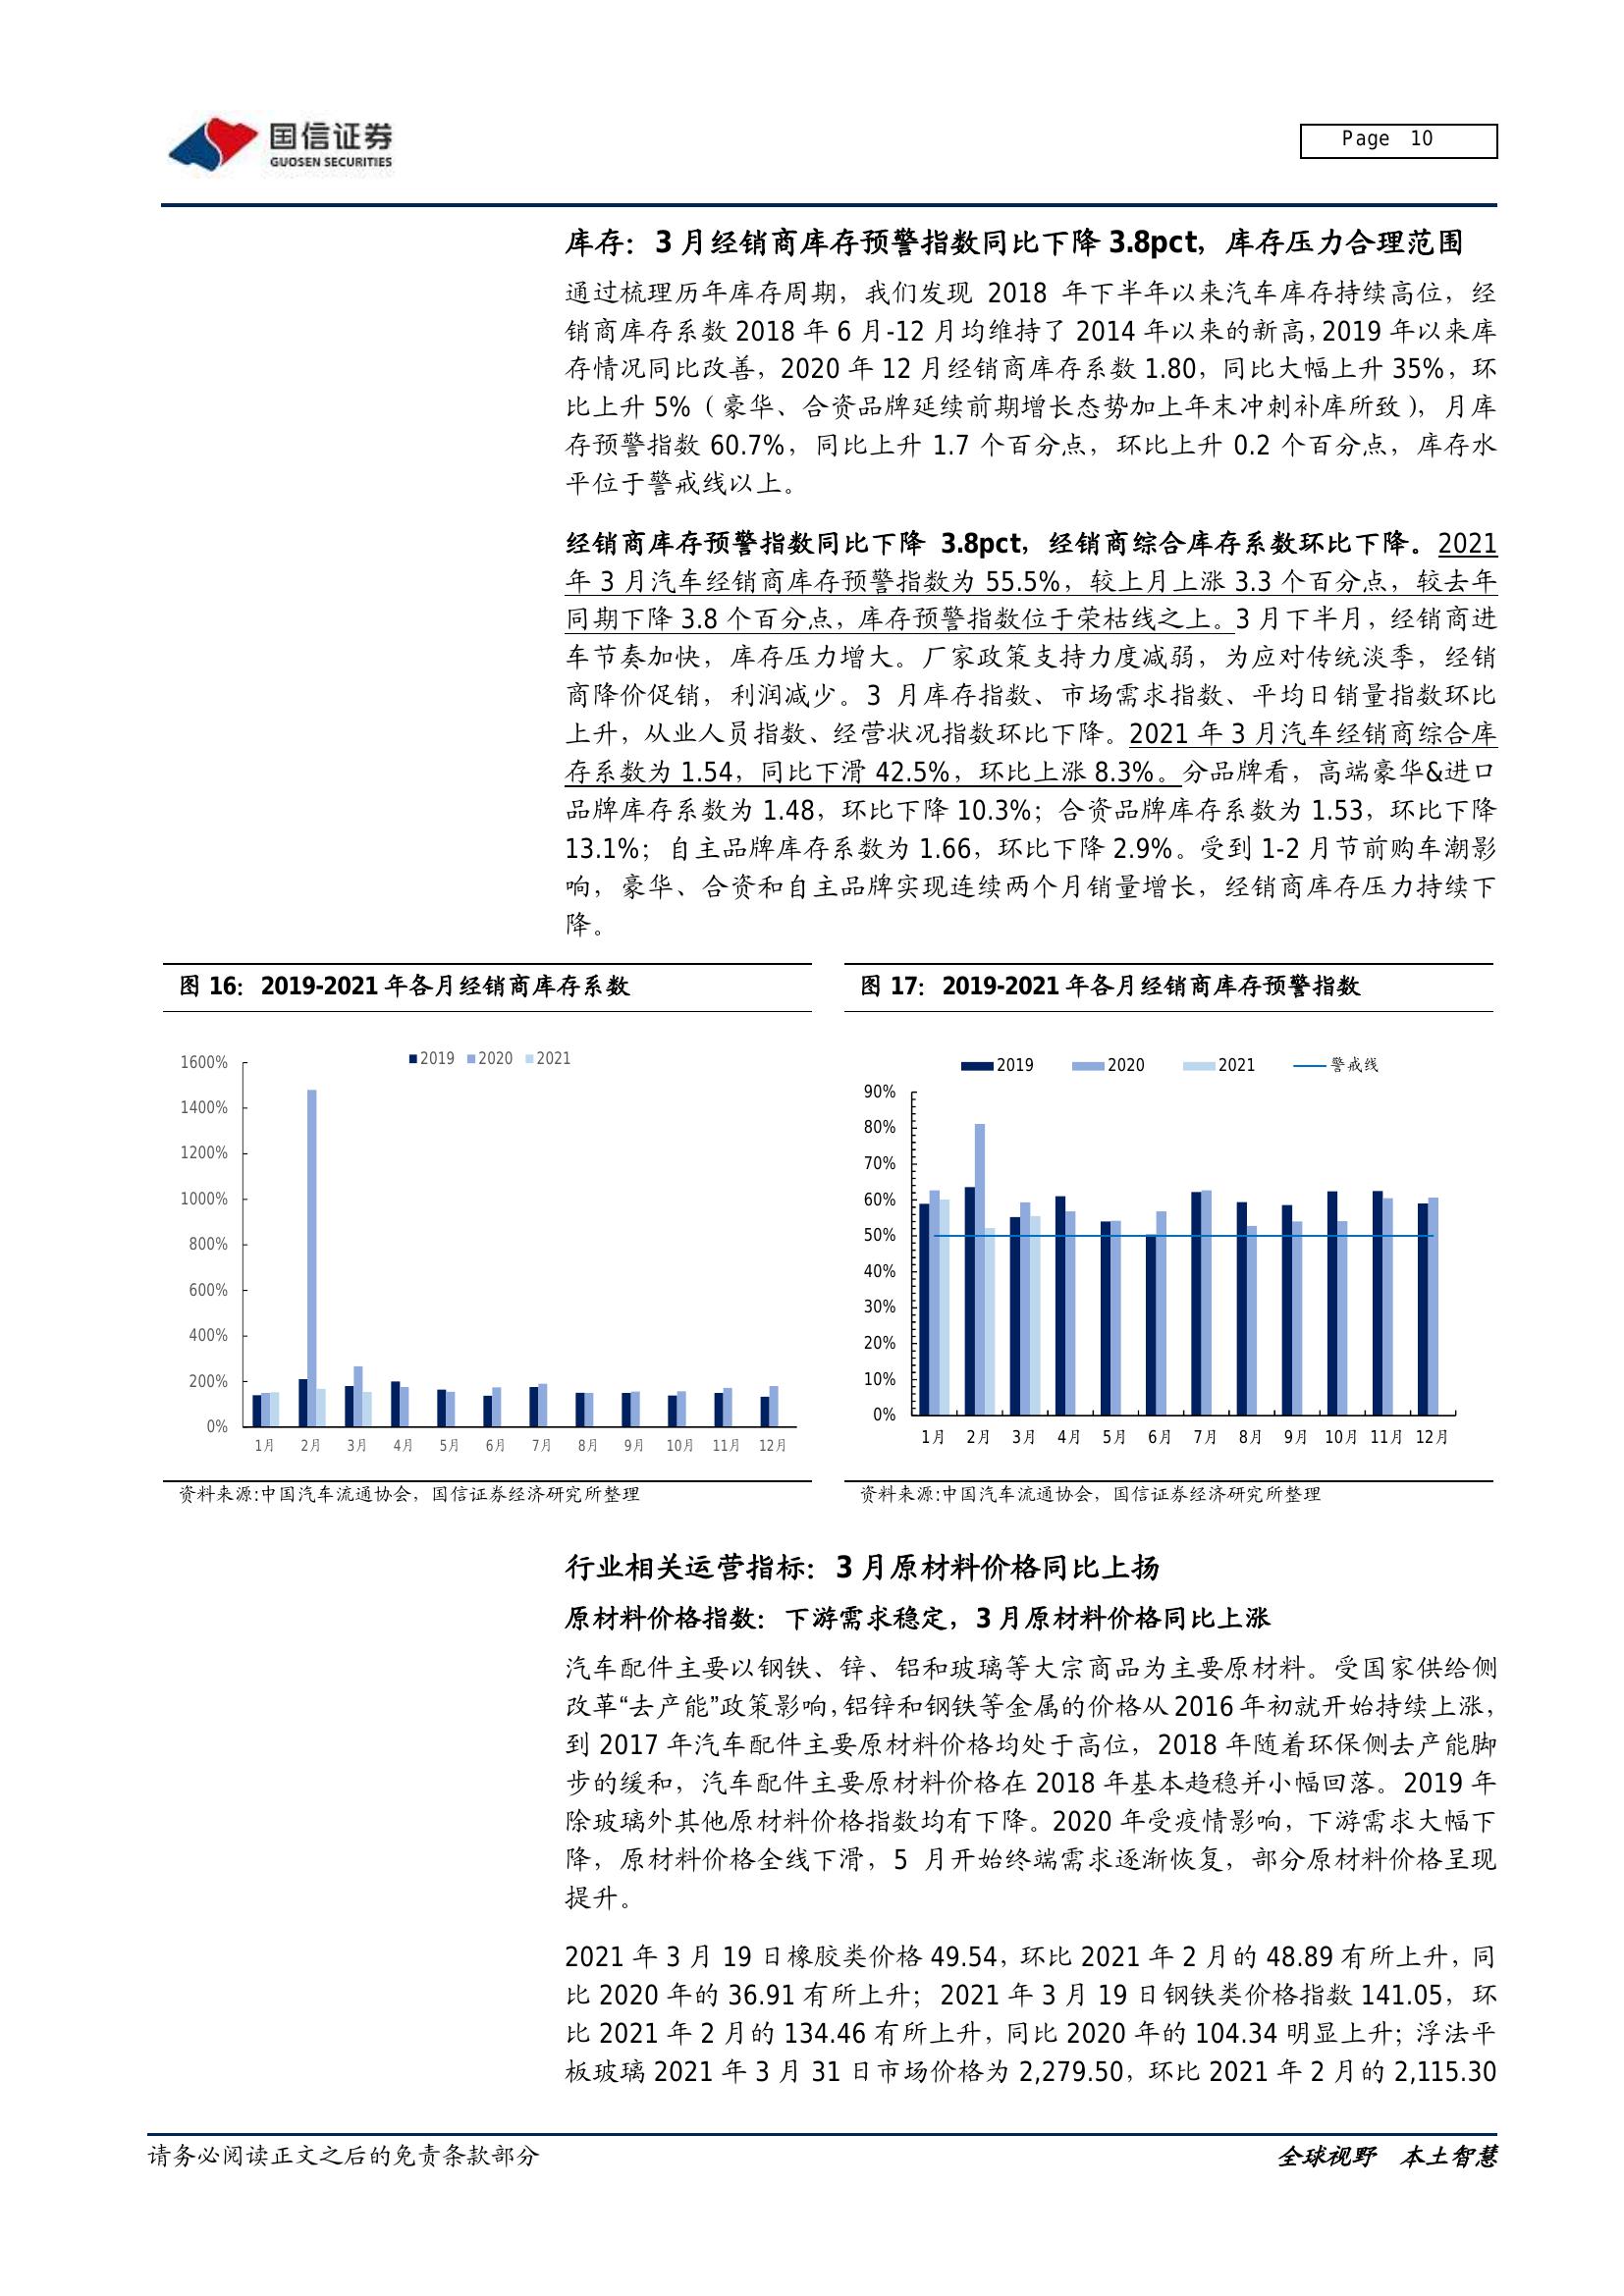 国信证券
GUOSEN SECURITIES
Page 10
库存：3 月经销商库存预警指数同比下降 3.8pct，库存压力合理范围
通过梳理历年库存周期，我们发现 2018 年下半年以来汽车库存持续高位，经
销商库存系数 2018 年 6 月-12 月均维持了 2014 年以来的新高，2019 年以来库
存情况同比改善，2020 年 12 月经销商库存系数 1.80，同比大幅上升 35%，环
比上升 5%（豪华、合资品牌延续前期增长态势加上年末冲刺补库所致），月库
存预警指数 60.7%，同比上升 1.7 个百分点，环比上升 0.2 个百分点，库存水
平位于警戒线以上。
经销商库存预警指数同比下降 3.8pct，经销商综合库存系数环比下降。2021
年 3 月汽车经销商库存预警指数为 55.5%，较上月上涨 3.3 个百分点，较去年
同期下降 3.8 个百分点，库存预警指数位于荣枯线之上。3 月下半月，经销商进
车节奏加快，库存压力增大。厂家政策支持力度减弱，为应对传统淡季，经销
商降价促销，利润减少。3 月库存指数、市场需求指数、平均日销量指数环比
上升，从业人员指数、经营状况指数环比下降。2021 年 3 月汽车经销商综合库
存系数为 1.54，同比下滑 42.5%，环比上涨 8.3%。分品牌看，高端豪华&进口
品牌库存系数为 1.48，环比下降 10.3%；合资品牌库存系数为 1.53，环比下降
13.1%；自主品牌库存系数为 1.66，环比下降 2.9%。受到 1-2 月节前购车潮影
响，豪华、合资和自主品牌实现连续两个月销量增长，经销商库存压力持续下
降。
图 16：2019-2021 年各月经销商库存系数
2019 2020 2021
1600%
1400%
1200%
1000%
800%
600%
400%
200%
0%
1月 2月 3月 4月 5月 6月 7月 8月 9月 10月 11月 12月
资料来源:中国汽车流通协会，国信证券经济研究所整理
图 17：2019-2021 年各月经销商库存预警指数
2019 2020 2021 警戒线
90%
80%
70%
60%
50%
40%
30%
20%
10%
0%
1月 2月 3月 4月 5月 6月 7月 8月 9月 10月 11月 12月
资料来源:中国汽车流通协会，国信证券经济研究所整理
行业相关运营指标：3 月原材料价格同比上扬
原材料价格指数：下游需求稳定，3 月原材料价格同比上涨
汽车配件主要以钢铁、锌、铝和玻璃等大宗商品为主要原材料。受国家供给侧
改革“去产能”政策影响，铝锌和钢铁等金属的价格从 2016 年初就开始持续上涨，
到 2017 年汽车配件主要原材料价格均处于高位，2018 年随着环保侧去产能脚
步的缓和，汽车配件主要原材料价格在 2018 年基本趋稳并小幅回落。2019 年
除玻璃外其他原材料价格指数均有下降。2020 年受疫情影响，下游需求大幅下
降，原材料价格全线下滑，5 月开始终端需求逐渐恢复，部分原材料价格呈现
提升。
2021 年 3 月 19 日橡胶类价格 49.54，环比 2021 年 2 月的 48.89 有所上升，同
比 2020 年的 36.91 有所上升；2021 年 3 月 19 日钢铁类价格指数 141.05，环
比 2021 年 2 月的 134.46 有所上升，同比 2020 年的 104.34 明显上升；浮法平
板玻璃 2021 年 3 月 31 日市场价格为 2,279.50，环比 2021 年 2 月的 2,115.30
请务必阅读正文之后的免责条款部分
全球视野 本土智慧